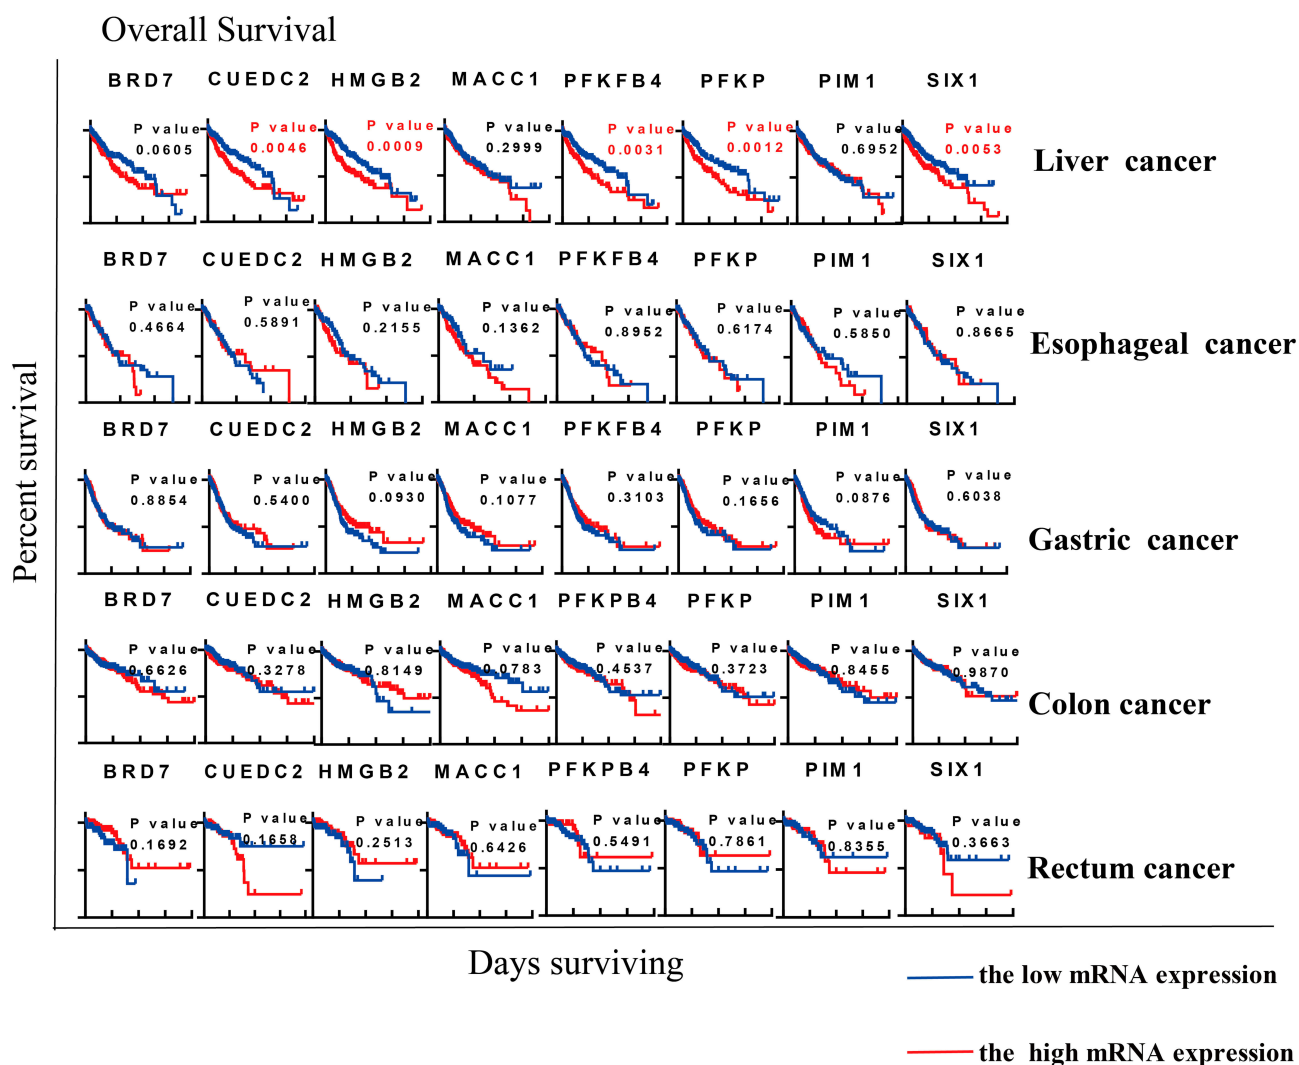 Overall Survival
BRD7 CUEDC2 HMGB2 MACC1 PFKFB4 PFKP PIM1 SIX1
P value P value P value P value P value P value P value P value
0.0605 0.0046 0.0009 0.2999 0.0031 0.0012 0.6952 0.0053
Liver cancer
BRD7 CUEDC2 HMGB2 MACC1 PFKFB4 PFKP PIM1 SIX1
P value P value P value P value P value P value P value P value
0.4664 0.5891 0.2155 0.1362 0.8952 0.6174 0.5850 0.8665
Esophageal cancer
BRD7 CUEDC2 HMGB2 MACC1 PFKFB4 PFKP PIM1 SIX1
P value P value P value P value P value P value P value P value
0.8854 0.5400 0.0930 0.1077 0.3103 0.1656 0.0876 0.6038
Gastric cancer
BRD7 CUEDC2 HMGB2 MACC1 PFKPB4 PFKP PIM1 SIX1
P value P value P value P value P value P value P value P value
0.6626 0.3278 0.8149 0.0783 0.4537 0.3723 0.8455 0.9870
Colon cancer
BRD7 CUEDC2 HMGB2 MACC1 PFKPB4 PFKP PIM1 SIX1
P value P value P value P value P value P value P value P value
0.1692 0.1658 0.2513 0.6426 0.5491 0.7861 0.8355 0.3663
Rectum cancer
Percent survival
Days surviving
the low mRNA expression
the high mRNA expression